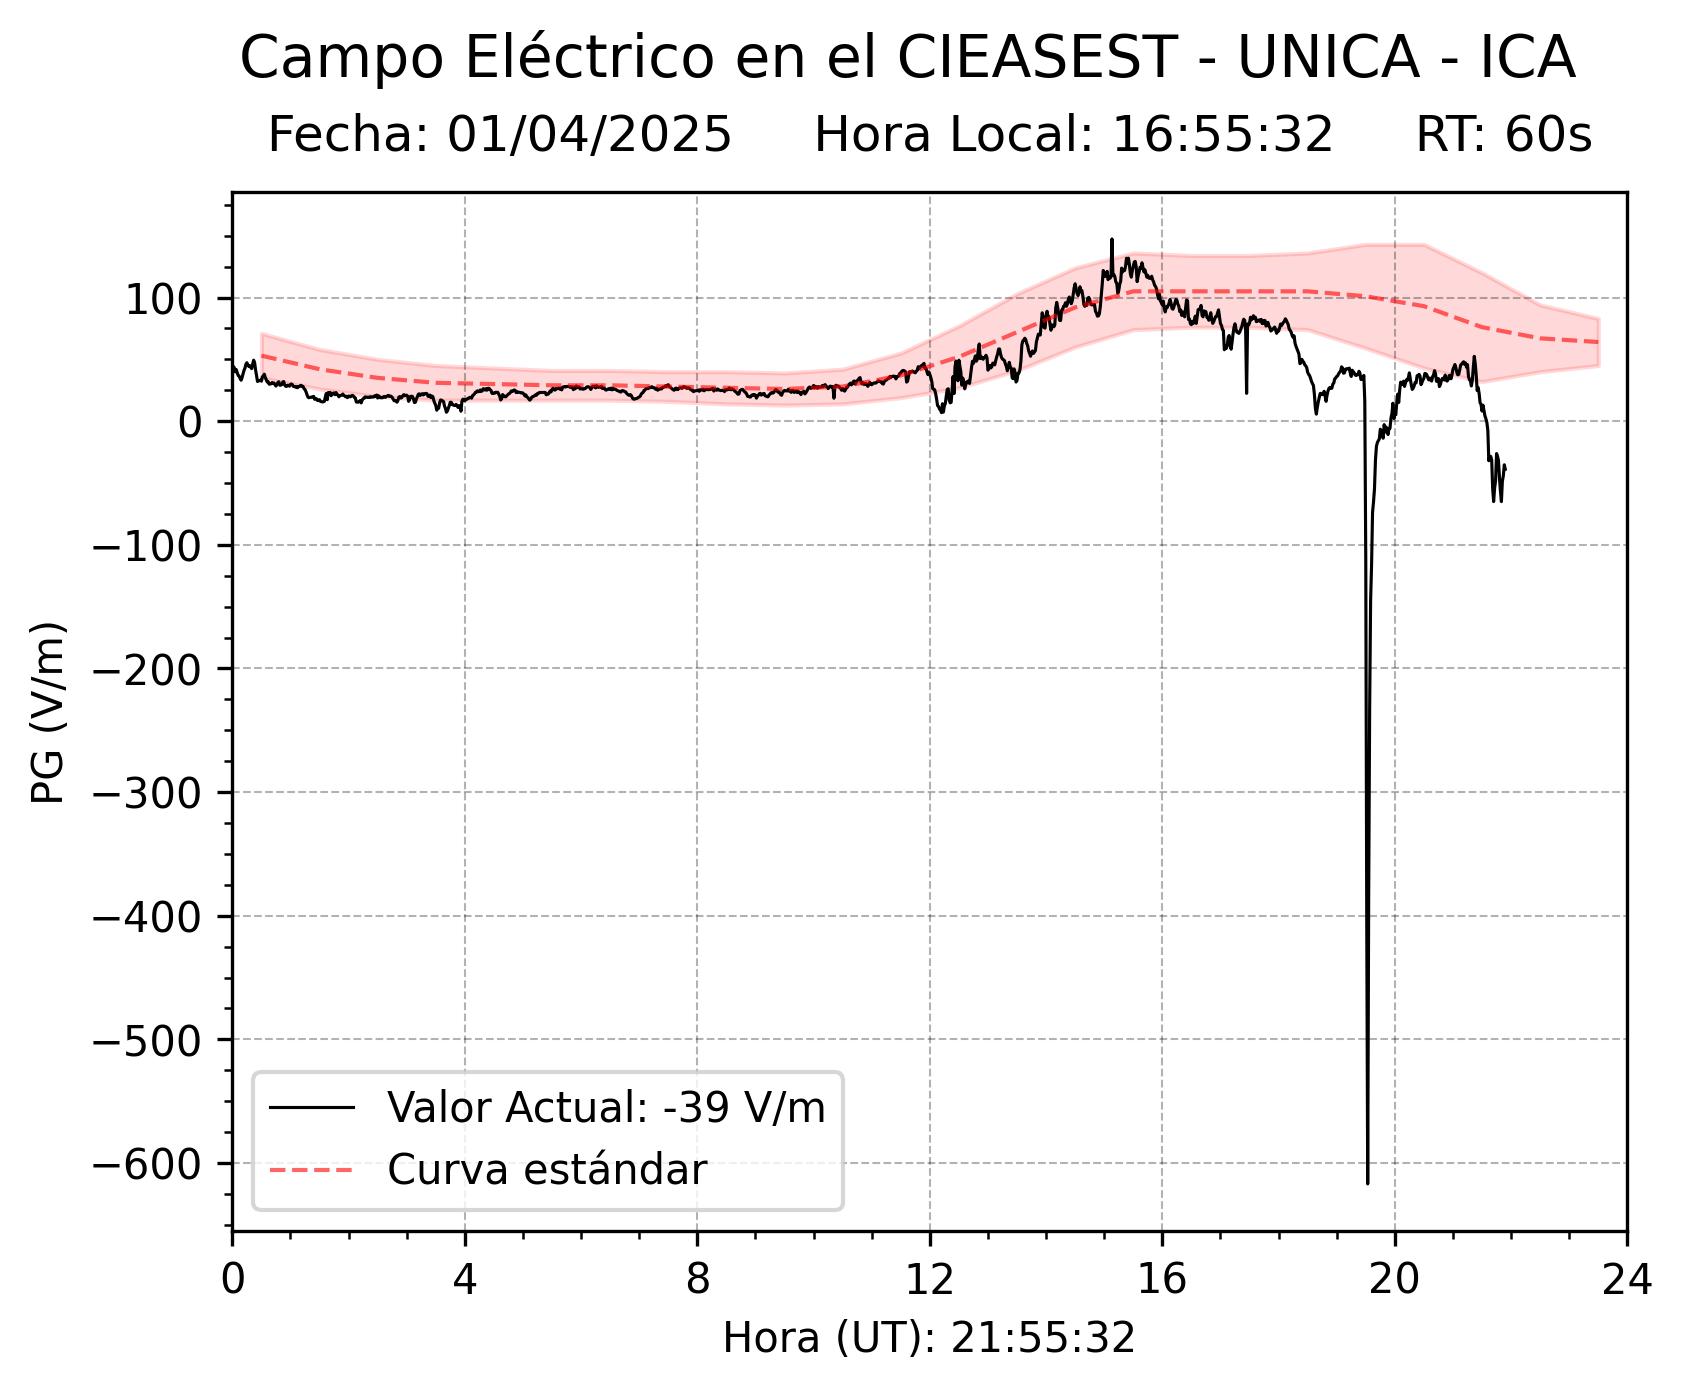 Campo Eléctrico en el CIEASEST - UNICA - ICA
Fecha: 01/04/2025 Hora Local: 16:55:32 RT: 60s
PG (V/m)
100
0
−100
−200
−300
−400
−500
−600
Valor Actual: -39 V/m
Curva estándar
0 4 8 12 16 20 24
Hora (UT): 21:55:32